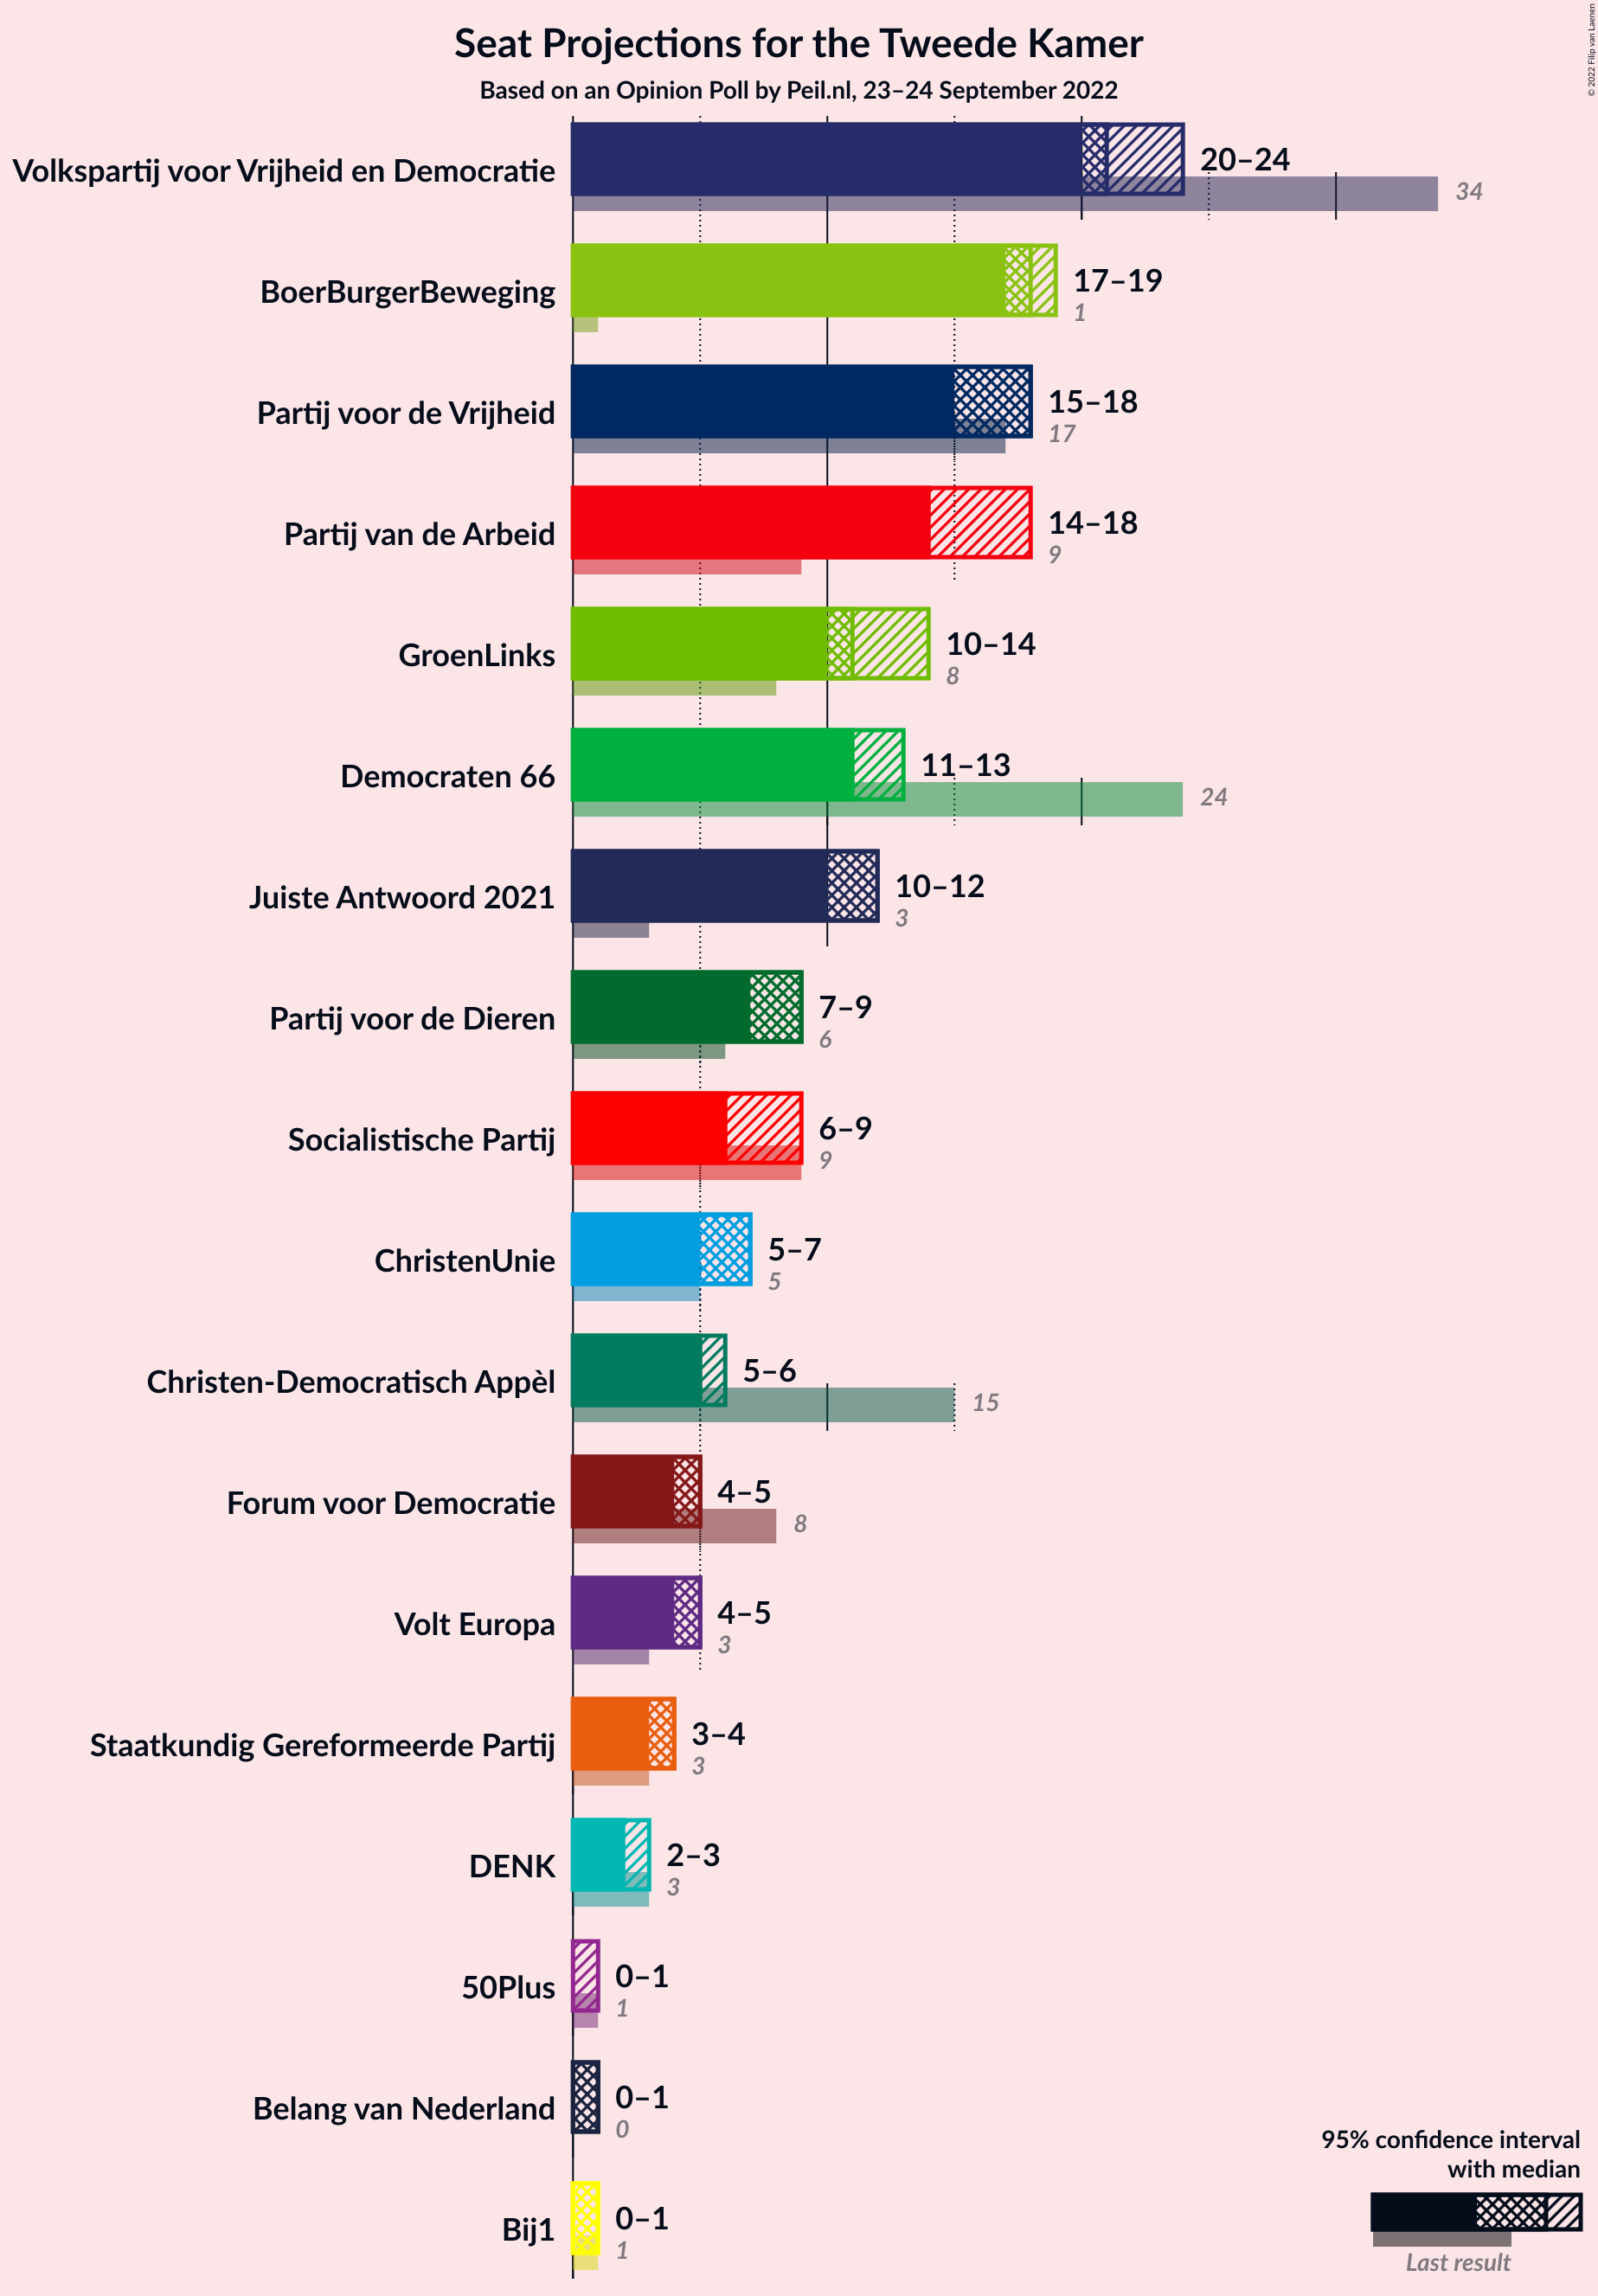 Seat Projections for the Tweede Kamer
Based on an Opinion Poll by Peil.nl, 23–24 September 2022
© 2022 Filip van Laenen
Volkspartij voor Vrijheid en Democratie
20–24
34
BoerBurgerBeweging
17–19
1
Partij voor de Vrijheid
15–18
17
Partij van de Arbeid
14–18
9
GroenLinks
10–14
8
Democraten 66
11–13
24
Juiste Antwoord 2021
10–12
3
Partij voor de Dieren
7–9
6
Socialistische Partij
6–9
9
ChristenUnie
5–7
5
Christen-Democratisch Appèl
5–6
15
Forum voor Democratie
4–5
8
Volt Europa
4–5
3
Staatkundig Gereformeerde Partij
3–4
3
DENK
2–3
3
50Plus
0–1
1
Belang van Nederland
0–1
0
Bij1
0–1
1
95% confidence interval
with median
Last result